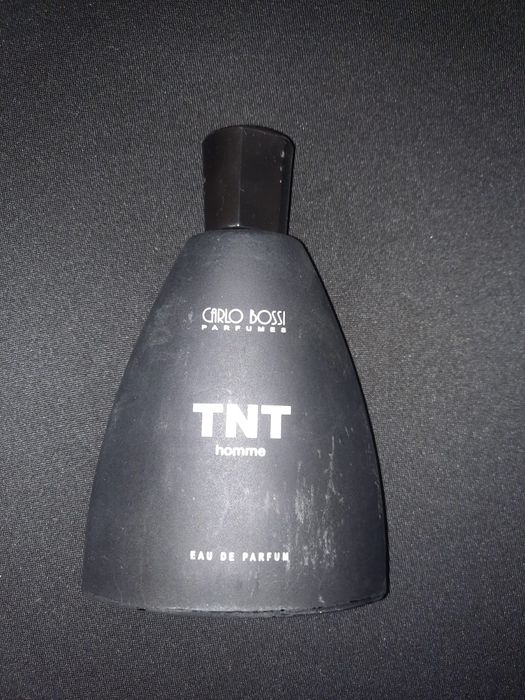 CARLO BOSSI
PARFUMES
TNT
homme
EAU DE PARFUM